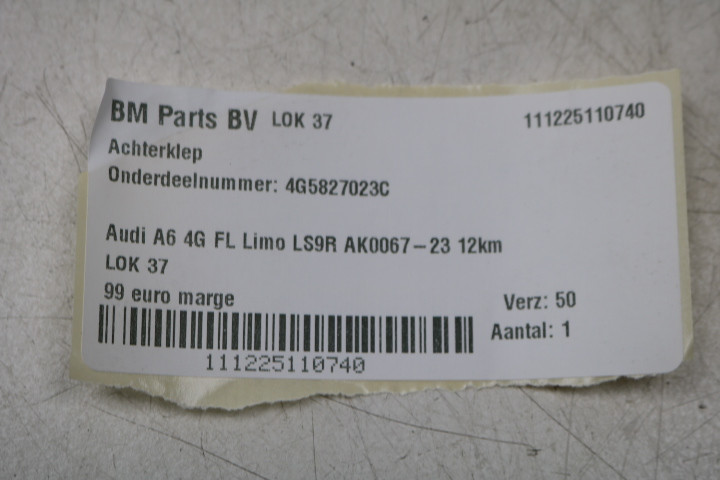 BM Parts BV LOK 37 111225110740
Achterklep
Onderdeelnummer: 4G5827023C
Audi A6 4G FL Limo LS9R AK0067-23 12km
LOK 37
99 euro marge Verz: 50
Aantal: 1
111225110740